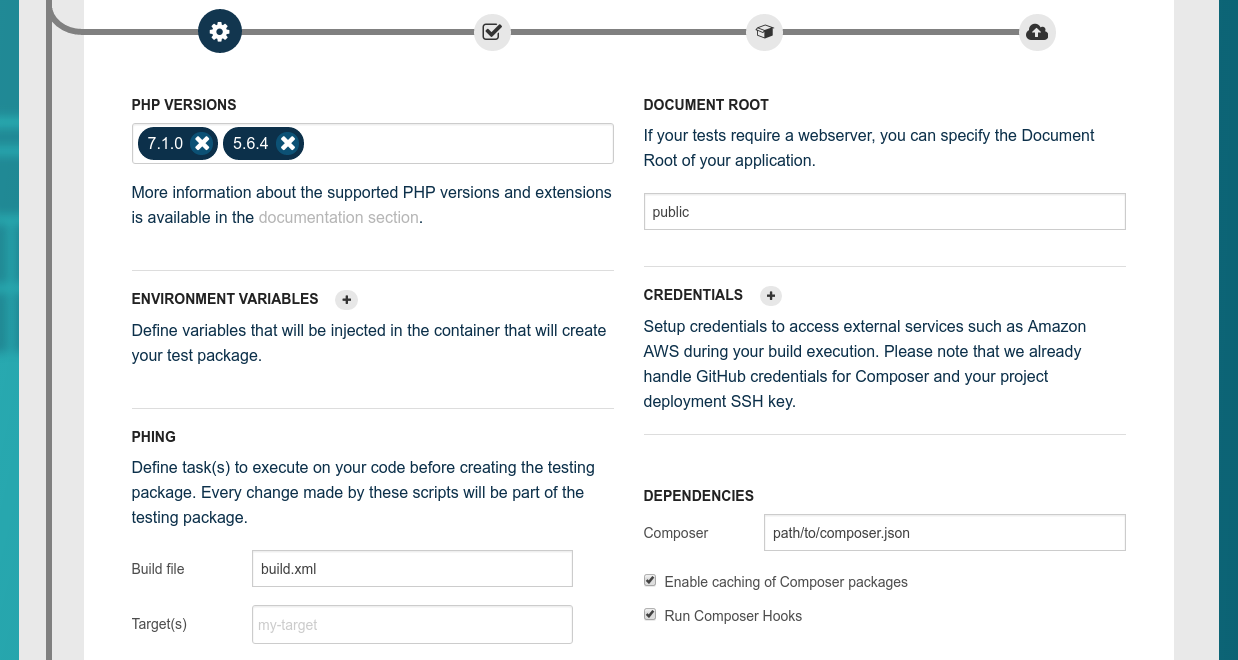 PHP VERSIONS
7.1.0
5.6.4
More information about the supported PHP versions and extensions
is available in the documentation section.
ENVIRONMENT VARIABLES +
Define variables that will be injected in the container that will create
your test package.
PHING
Define task(s) to execute on your code before creating the testing
package. Every change made by these scripts will be part of the
testing package.
Build file build.xml
Target(s) my-target
DOCUMENT ROOT
If your tests require a webserver, you can specify the Document
Root of your application.
public
CREDENTIALS +
Setup credentials to access external services such as Amazon
AWS during your build execution. Please note that we already
handle GitHub credentials for Composer and your project
deployment SSH key.
DEPENDENCIES
Composer path/to/composer.json
Enable caching of Composer packages
Run Composer Hooks